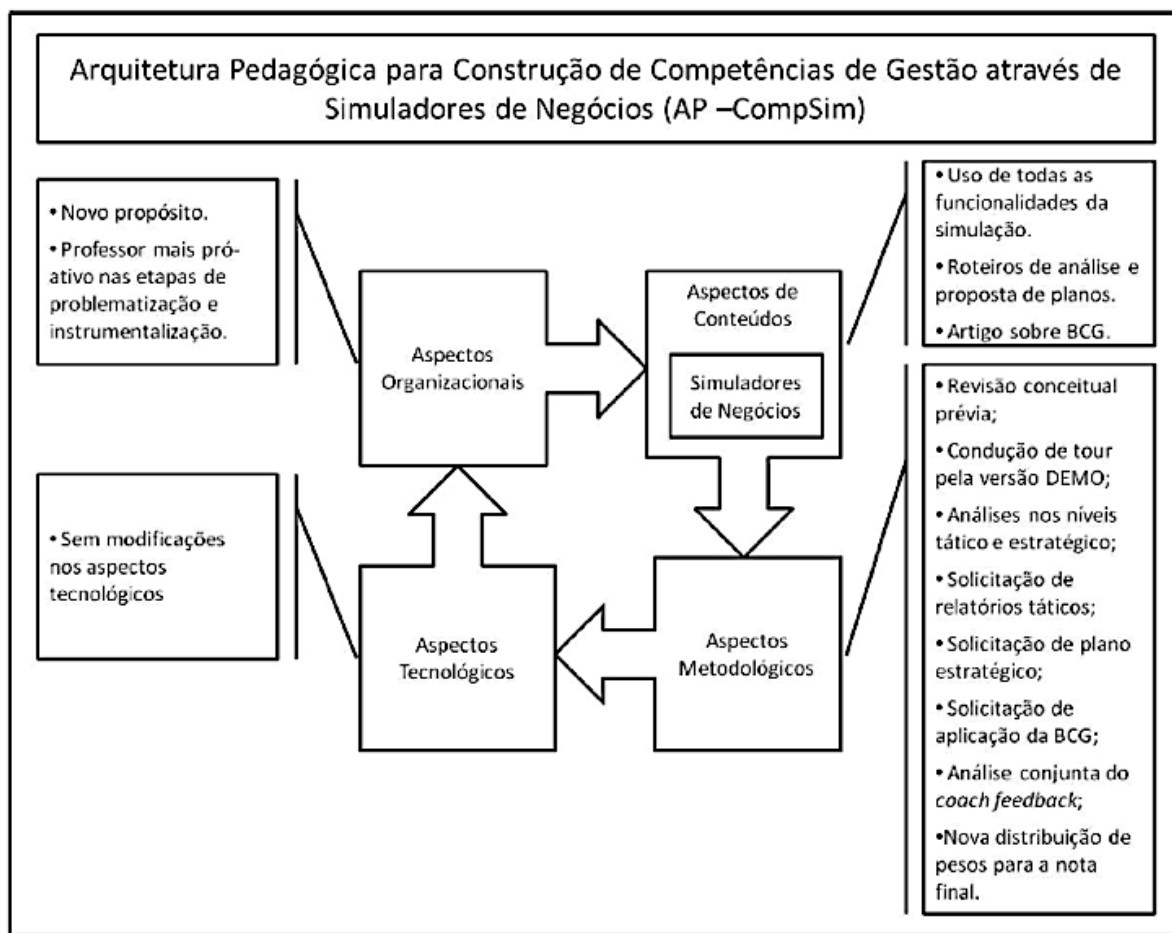 Arquitetura Pedagógica para Construção de Competências de Gestão através de
Simuladores de Negócios (AP –CompSim)
• Novo propósito.
• Professor mais pró-
ativo nas etapas de
problematização e
instrumentalização.
Aspectos
Organizacionais
Aspectos de
Conteúdos
Simuladores
de Negócios
• Uso de todas as
funcionalidades da
simulação.
• Roteiros de análise e
proposta de planos.
• Artigo sobre BCG.
• Sem modificações
nos aspectos
tecnológicos
Aspectos
Tecnológicos
Aspectos
Metodológicos
• Revisão conceitual
prévia;
• Condução de tour
pela versão DEMO;
• Análises nos níveis
tático e estratégico;
• Solicitação de
relatórios táticos;
• Solicitação de plano
estratégico;
• Solicitação de
aplicação da BCG;
• Análise conjunta do
coach feedback;
•Nova distribuição de
pesos para a nota
final.